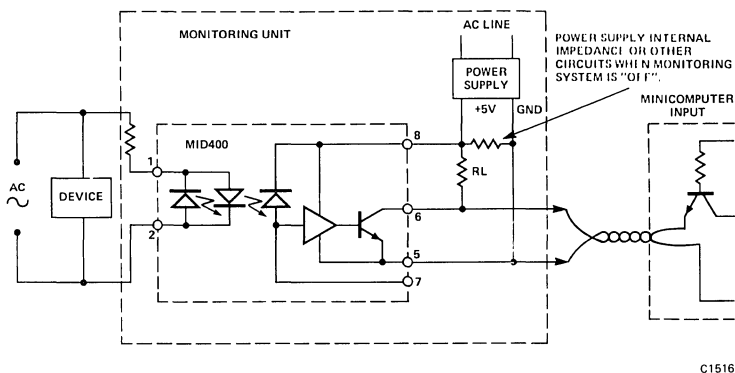 MONITORING UNIT
AC LINE
POWER SUPPLY INTERNAL
IMPEDANCE OR OTHER
CIRCUITS WHEN MONITORING
SYSTEM IS "OFF".
POWER
SUPPLY
+5V
GND
MINICOMPUTER
INPUT
MID400
8
1
RL
AC
DEVICE
6
2
5
7
C1516